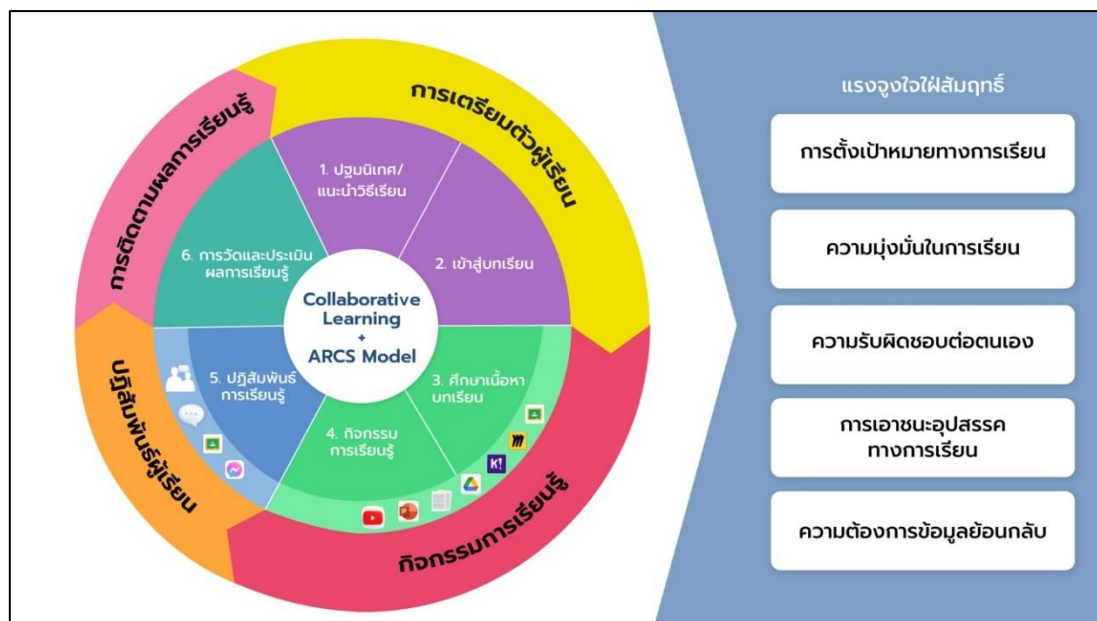 การเตรียมตัวผู้เรียน
กิจกรรมการเรียนรู้
ปฏิสัมพันธ์ผู้เรียน
การติดตามผลการเรียนรู้
1. ปฐมนิเทศ/
แนะนำวิธีเรียน
2. เข้าสู่บทเรียน
3. ศึกษาเนื้อหา
บทเรียน
4. กิจกรรม
การเรียนรู้
5. ปฏิสัมพันธ์
การเรียนรู้
6. การวัดและประเมิน
ผลการเรียนรู้
Collaborative
Learning
+
ARCS Model
K!
แรงจูงใจใฝ่สัมฤทธิ์
การตั้งเป้าหมายทางการเรียน
ความมุ่งมั่นในการเรียน
ความรับผิดชอบต่อตนเอง
การเอาชนะอุปสรรค
ทางการเรียน
ความต้องการข้อมูลย้อนกลับ